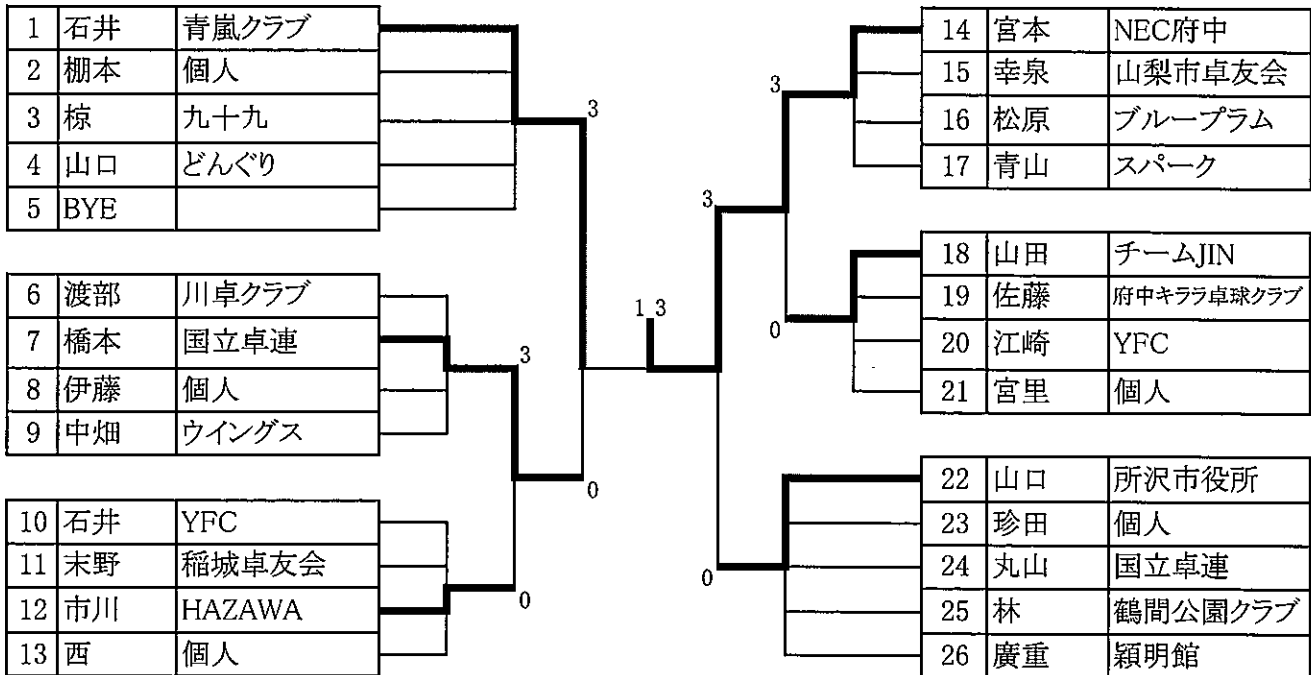 1 石井 青嵐クラブ
2 棚本 個人
3 椋 九十九
4 山口 どんぐり
5 BYE
6 渡部 川卓クラブ
7 橋本 国立卓連
8 伊藤 個人
9 中畑 ウイングス
10 石井 YFC
11 末野 稲城卓友会
12 市川 HAZAWA
13 西 個人
3
3
0
0
1 3
3
3
0
0
14 宮本 NEC府中
15 幸泉 山梨市卓友会
16 松原 ブループラム
17 青山 スパーク
18 山田 チームJIN
19 佐藤 府中キララ卓球クラブ
20 江崎 YFC
21 宮里 個人
22 山口 所沢市役所
23 珍田 個人
24 丸山 国立卓連
25 林 鶴間公園クラブ
26 廣重 穎明館